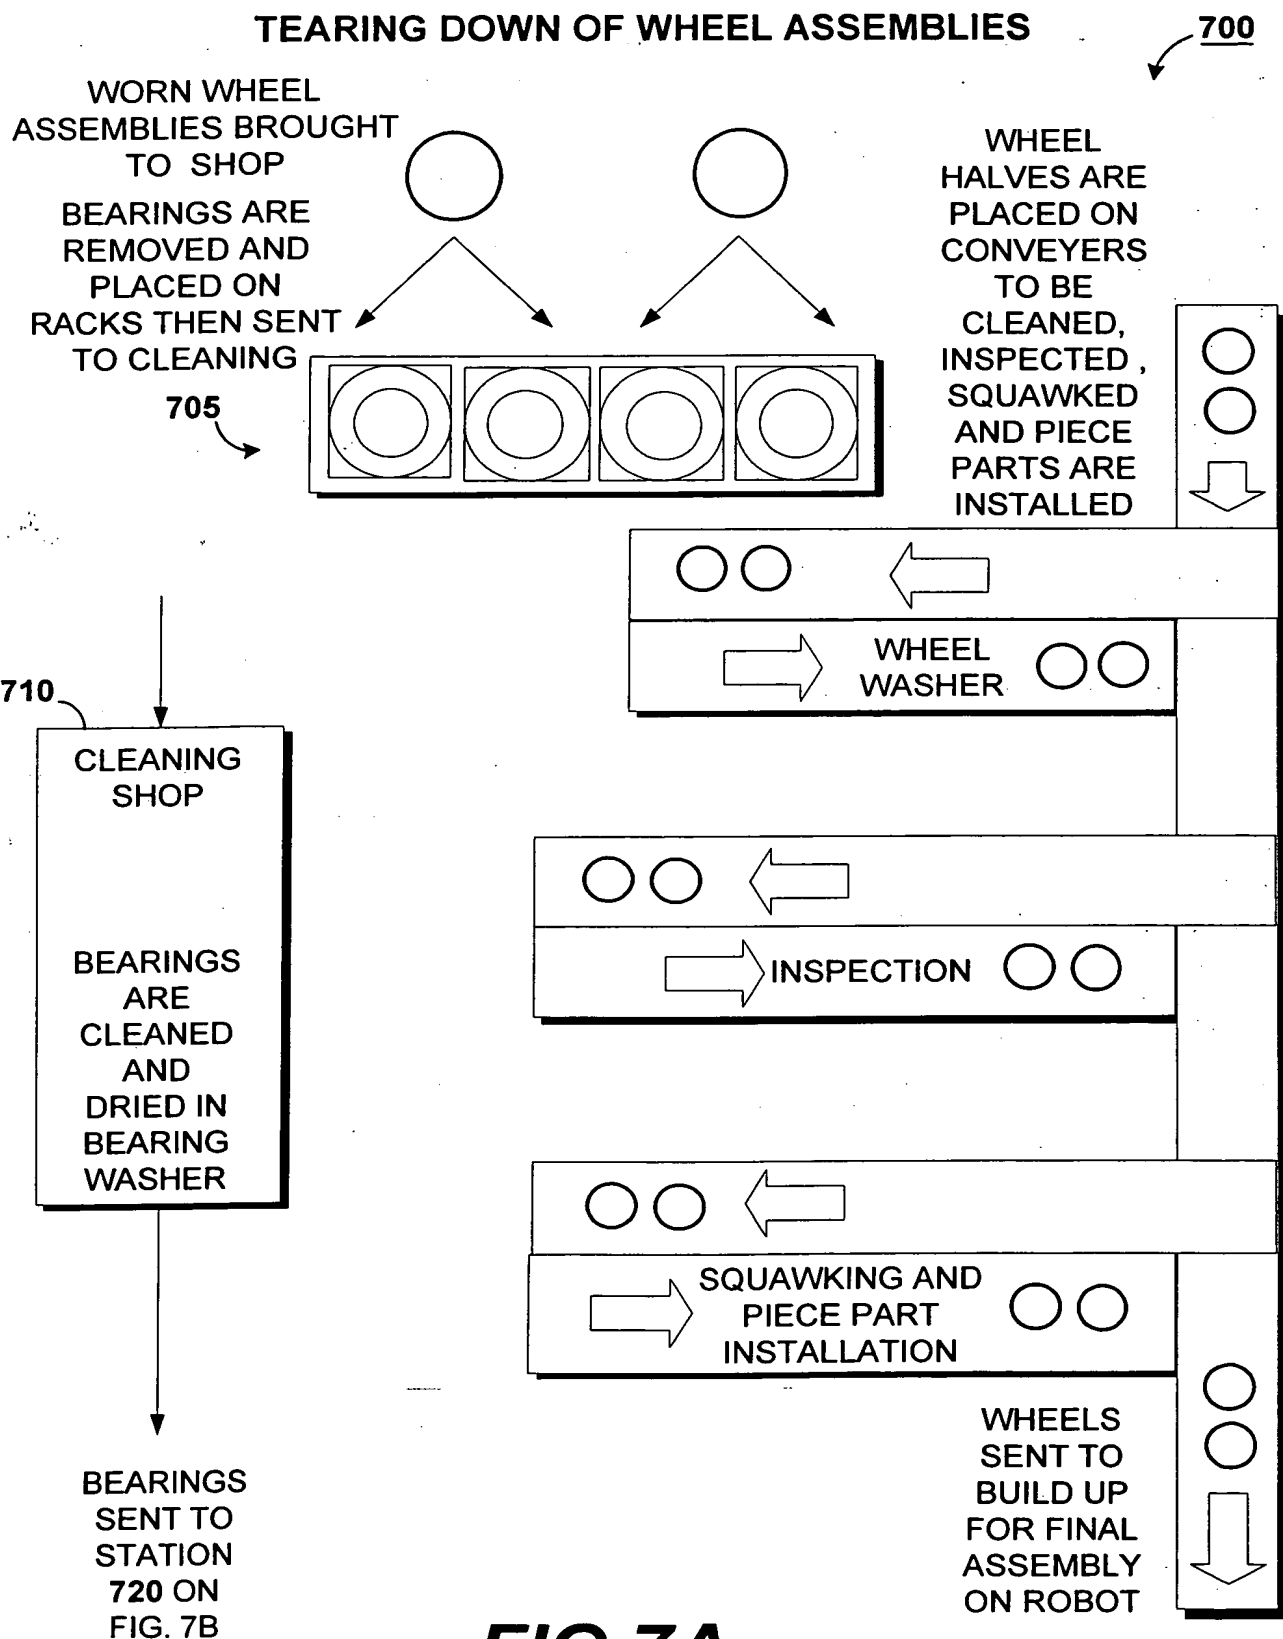 TEARING DOWN OF WHEEL ASSEMBLIES
700
WORN WHEEL
ASSEMBLIES BROUGHT
TO SHOP
BEARINGS ARE
REMOVED AND
PLACED ON
RACKS THEN SENT
TO CLEANING
705
WHEEL
HALVES ARE
PLACED ON
CONVEYERS
TO BE
CLEANED,
INSPECTED ,
SQUAWKED
AND PIECE
PARTS ARE
INSTALLED
WHEEL
WASHER
710
CLEANING
SHOP
BEARINGS
ARE
CLEANED
AND
DRIED IN
BEARING
WASHER
INSPECTION
SQUAWKING AND
PIECE PART
INSTALLATION
BEARINGS
SENT TO
STATION
720 ON
FIG. 7B
WHEELS
SENT TO
BUILD UP
FOR FINAL
ASSEMBLY
ON ROBOT
FIG 7A